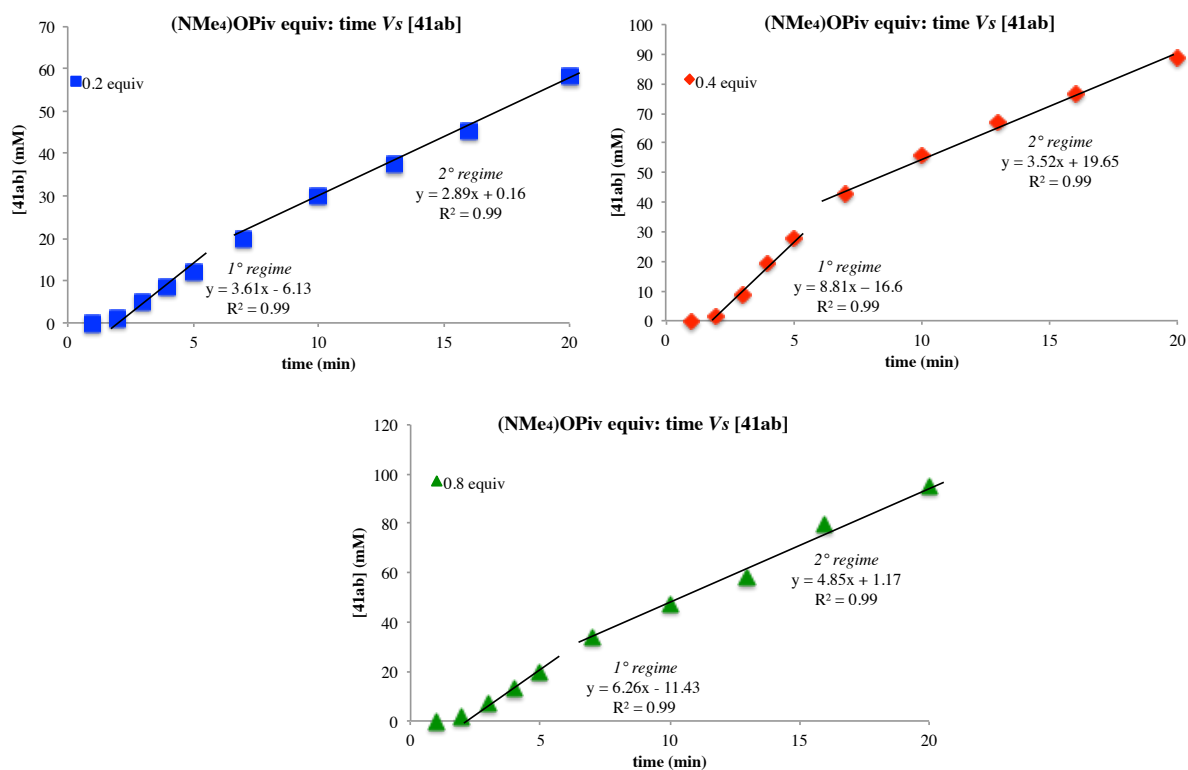 (NMe4)OPiv equiv: time Vs [41ab]
70
60
50
40
30
20
10
0
[41ab] (mM)
0.2 equiv
2° regime
y = 2.89x + 0.16
R² = 0.99
1° regime
y = 3.61x - 6.13
R² = 0.99
0
5
10
15
20
time (min)
(NMe4)OPiv equiv: time Vs [41ab]
100
90
80
70
60
50
40
30
20
10
0
[41ab] (mM)
0.4 equiv
2° regime
y = 3.52x + 19.65
R² = 0.99
1° regime
y = 8.81x – 16.6
R² = 0.99
0
5
10
15
20
time (min)
(NMe4)OPiv equiv: time Vs [41ab]
120
100
80
60
40
20
0
[41ab] (mM)
0.8 equiv
2° regime
y = 4.85x + 1.17
R² = 0.99
1° regime
y = 6.26x - 11.43
R² = 0.99
0
5
10
15
20
time (min)